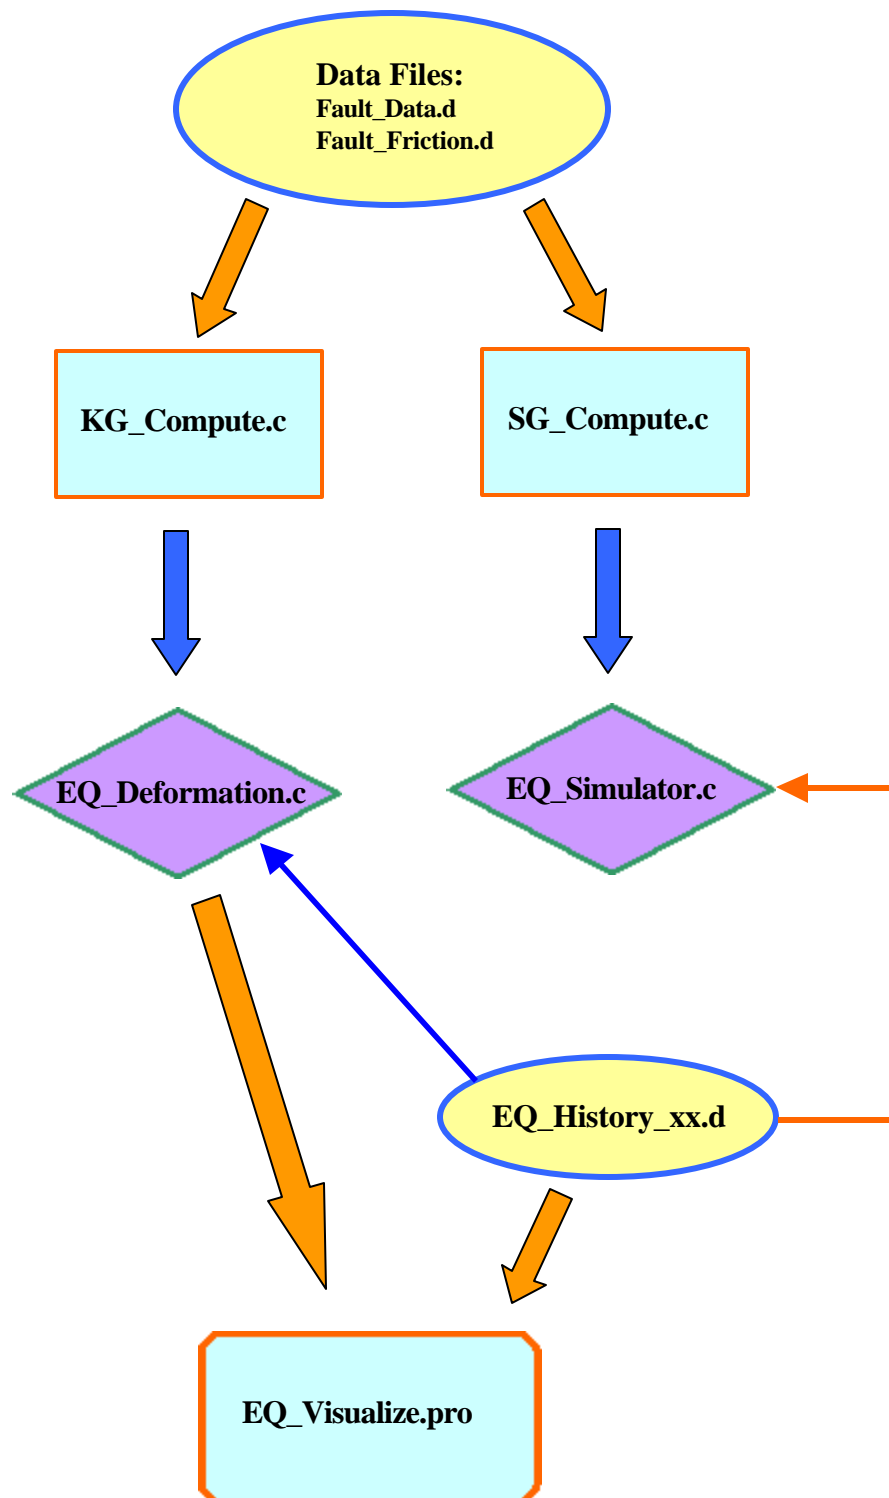 Data Files:
Fault_Data.d
Fault_Friction.d
KG_Compute.c
SG_Compute.c
EQ_Deformation.c
EQ_Simulator.c
EQ_History_xx.d
EQ_Visualize.pro